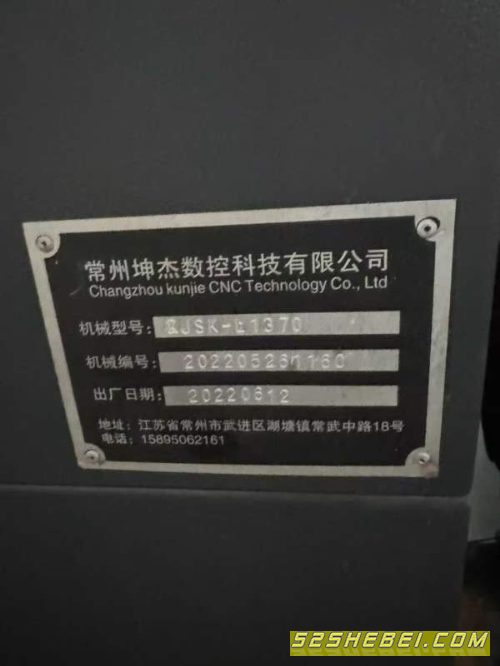 常州坤杰数控科技有限公司
Changzhou kunjie CNC Technology Co., Ltd
机械型号:
机械编号:
出厂日期: 20220612
地址: 江苏省常州市武进区湖塘镇常武中路18号
电话: 15895062161
52SHEBEI.COM